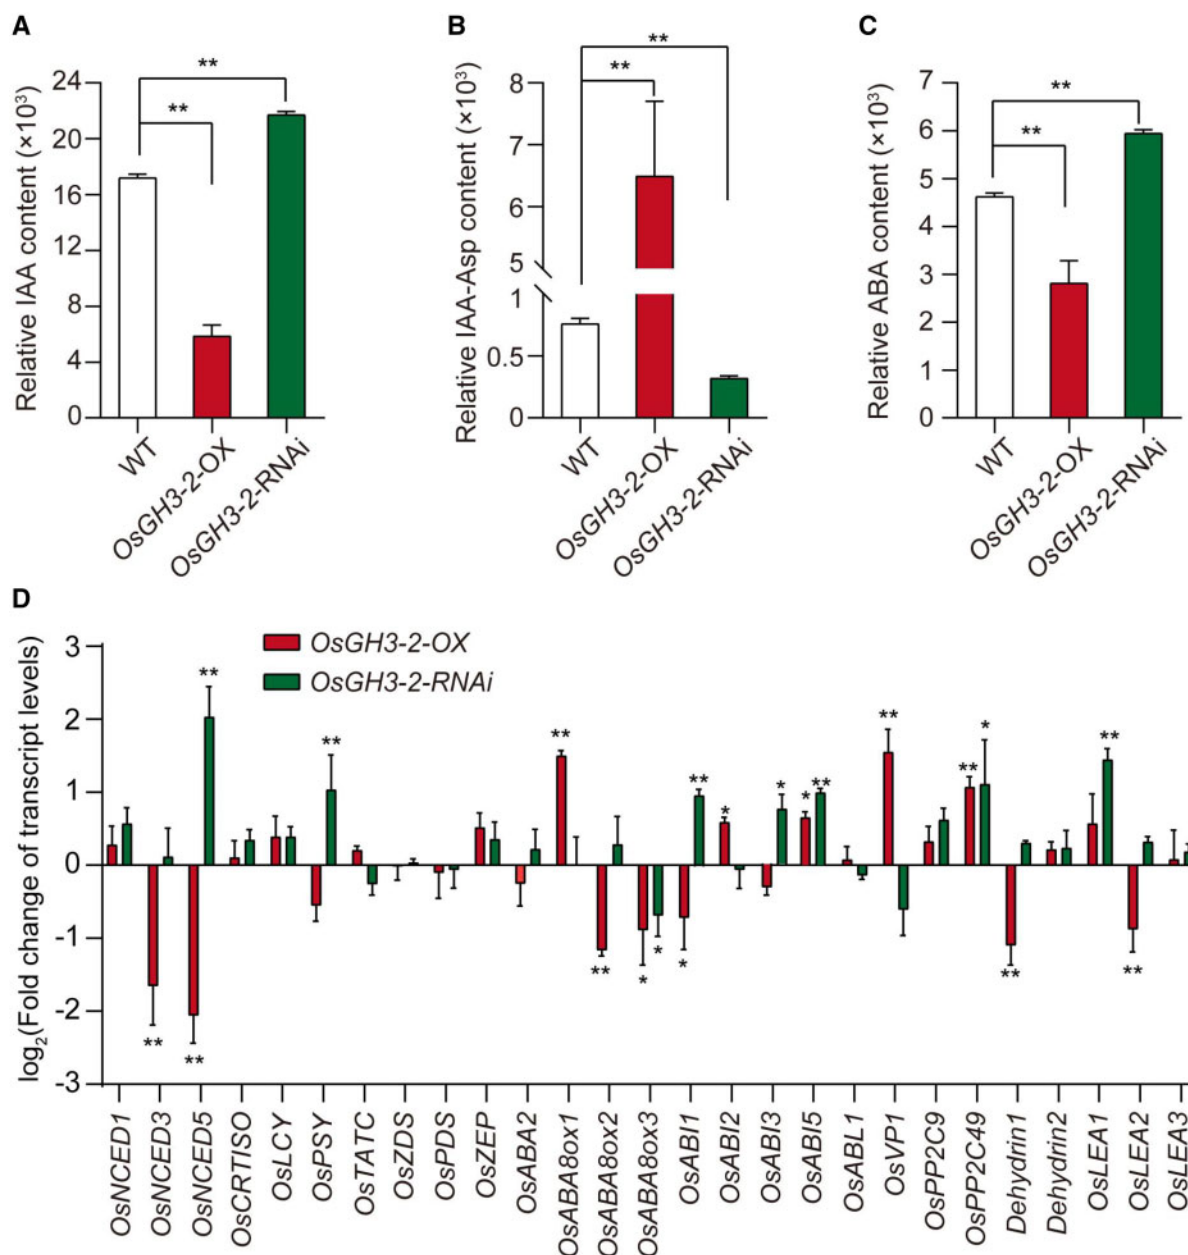 A
Relative IAA content (×10³)
24
20
16
12
8
4
0
**
**
WT
OsGH3-2-OX
OsGH3-2-RNAi
B
Relative IAA-Asp content (×10³)
8
7
6
5
1
0.5
0
**
**
WT
OsGH3-2-OX
OsGH3-2-RNAi
C
Relative ABA content (×10³)
7
6
5
4
3
2
1
0
**
**
WT
OsGH3-2-OX
OsGH3-2-RNAi
D
log₂(Fold change of transcript levels)
3
2
1
0
-1
-2
-3
OsGH3-2-OX
OsGH3-2-RNAi
**
**
**
**
**
**
*
*
*
**
*
*
*
**
**
**
*
**
**
**
OsNCED1
OsNCED3
OsNCED5
OsCRTISO
OsLCY
OsPSY
OsTATC
OsZDS
OsPDS
OsZEP
OsABA2
OsABA8ox1
OsABA8ox2
OsABA8ox3
OsABI1
OsABI2
OsABI3
OsABI5
OsABL1
OsVP1
OsPP2C9
OsPP2C49
Dehydrin1
Dehydrin2
OsLEA1
OsLEA2
OsLEA3